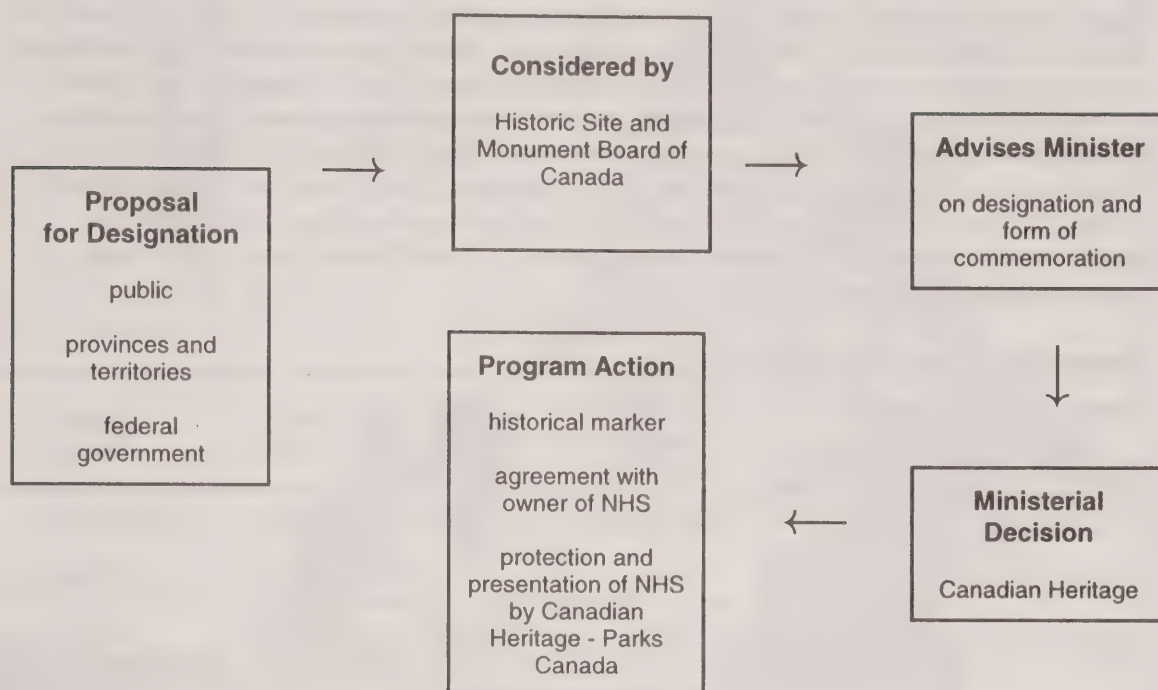 Proposal
for Designation
public
provinces and
territories
federal
government
Considered by
Historic Site and
Monument Board of
Canada
Advises Minister
on designation and
form of
commemoration
Ministerial
Decision
Canadian Heritage
Program Action
historical marker
agreement with
owner of NHS
protection and
presentation of NHS
by Canadian
Heritage - Parks
Canada